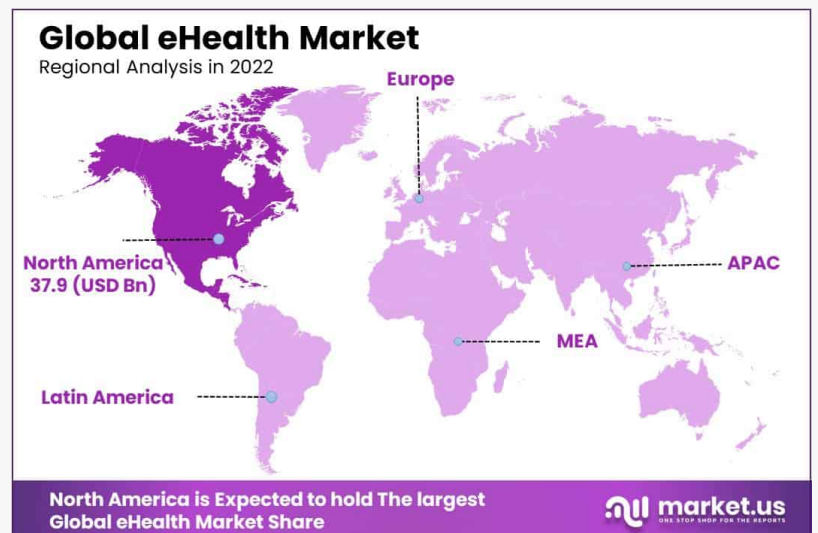 Global eHealth Market
Regional Analysis in 2022
Europe
North America
37.9 (USD Bn)
APAC
MEA
Latin America
North America is Expected to hold The largest
Global eHealth Market Share
market.us
ONE STOP SHOP FOR THE REPORTS